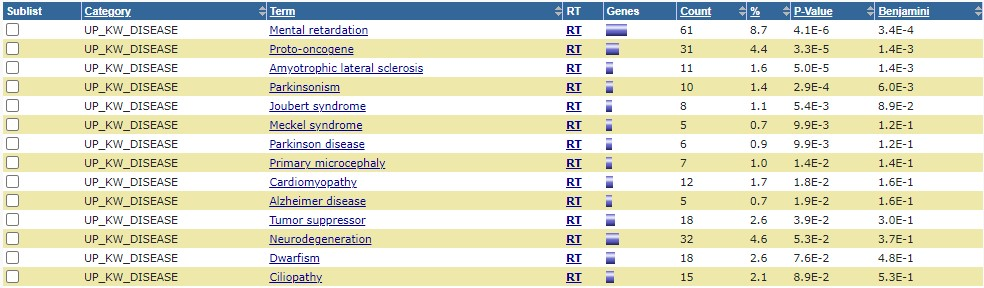 Sublist Category Term RT Genes Count % P-Value Benjamini
UP_KW_DISEASE Mental retardation RT 61 8.7 4.1E-6 3.4E-4
UP_KW_DISEASE Proto-oncogene RT 31 4.4 3.3E-5 1.4E-3
UP_KW_DISEASE Amyotrophic lateral sclerosis RT 11 1.6 5.0E-5 1.4E-3
UP_KW_DISEASE Parkinsonism RT 10 1.4 2.9E-4 6.0E-3
UP_KW_DISEASE Joubert syndrome RT 8 1.1 5.4E-3 8.9E-2
UP_KW_DISEASE Meckel syndrome RT 5 0.7 9.9E-3 1.2E-1
UP_KW_DISEASE Parkinson disease RT 6 0.9 9.9E-3 1.2E-1
UP_KW_DISEASE Primary microcephaly RT 7 1.0 1.4E-2 1.4E-1
UP_KW_DISEASE Cardiomyopathy RT 12 1.7 1.8E-2 1.6E-1
UP_KW_DISEASE Alzheimer disease RT 5 0.7 1.9E-2 1.6E-1
UP_KW_DISEASE Tumor suppressor RT 18 2.6 3.9E-2 3.0E-1
UP_KW_DISEASE Neurodegeneration RT 32 4.6 5.3E-2 3.7E-1
UP_KW_DISEASE Dwarfism RT 18 2.6 7.6E-2 4.8E-1
UP_KW_DISEASE Ciliopathy RT 15 2.1 8.9E-2 5.3E-1